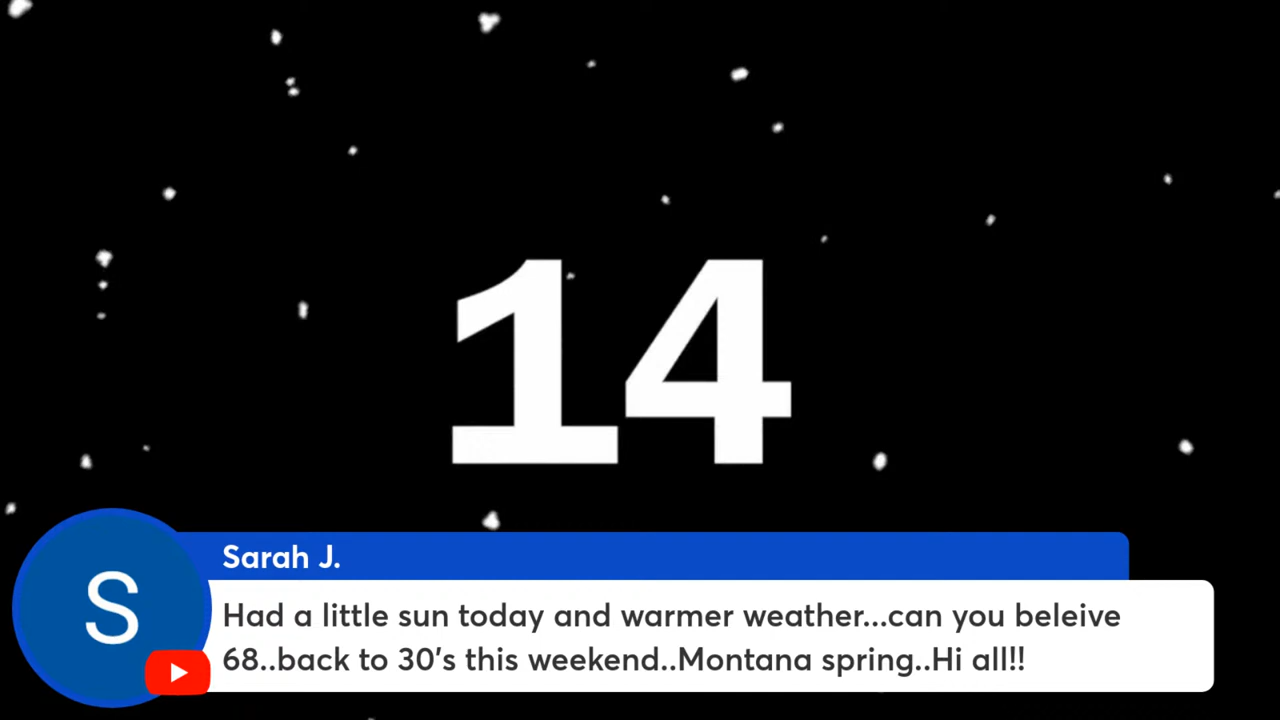 14
S
Sarah J.
Had a little sun today and warmer weather...can you beleive
68..back to 30's this weekend..Montana spring..Hi all!!